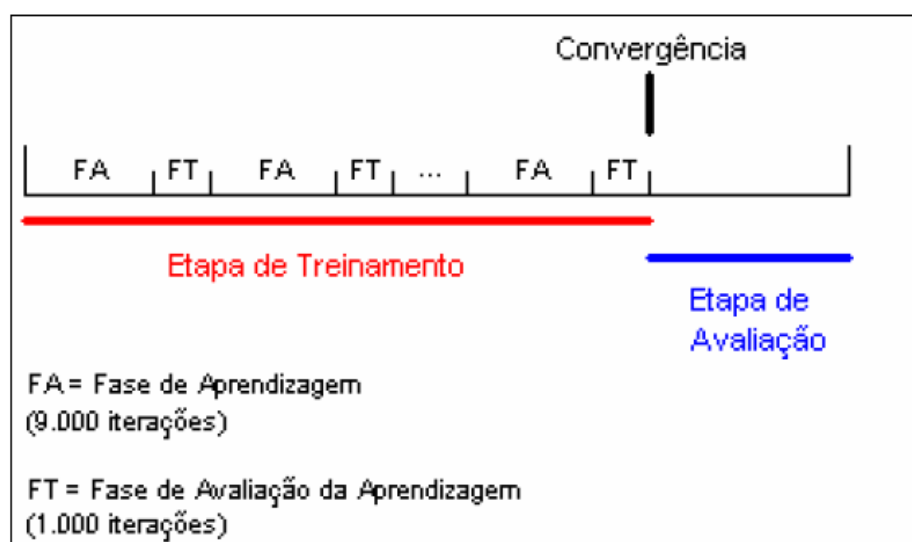 Convergência
FA FT FA FT ... FA FT
Etapa de Treinamento
Etapa de
Avaliação
FA = Fase de Aprendizagem
(9.000 iterações)
FT = Fase de Avaliação da Aprendizagem
(1.000 iterações)